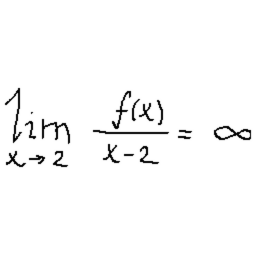 lim f(x)/(x-2) = ∞
x→2